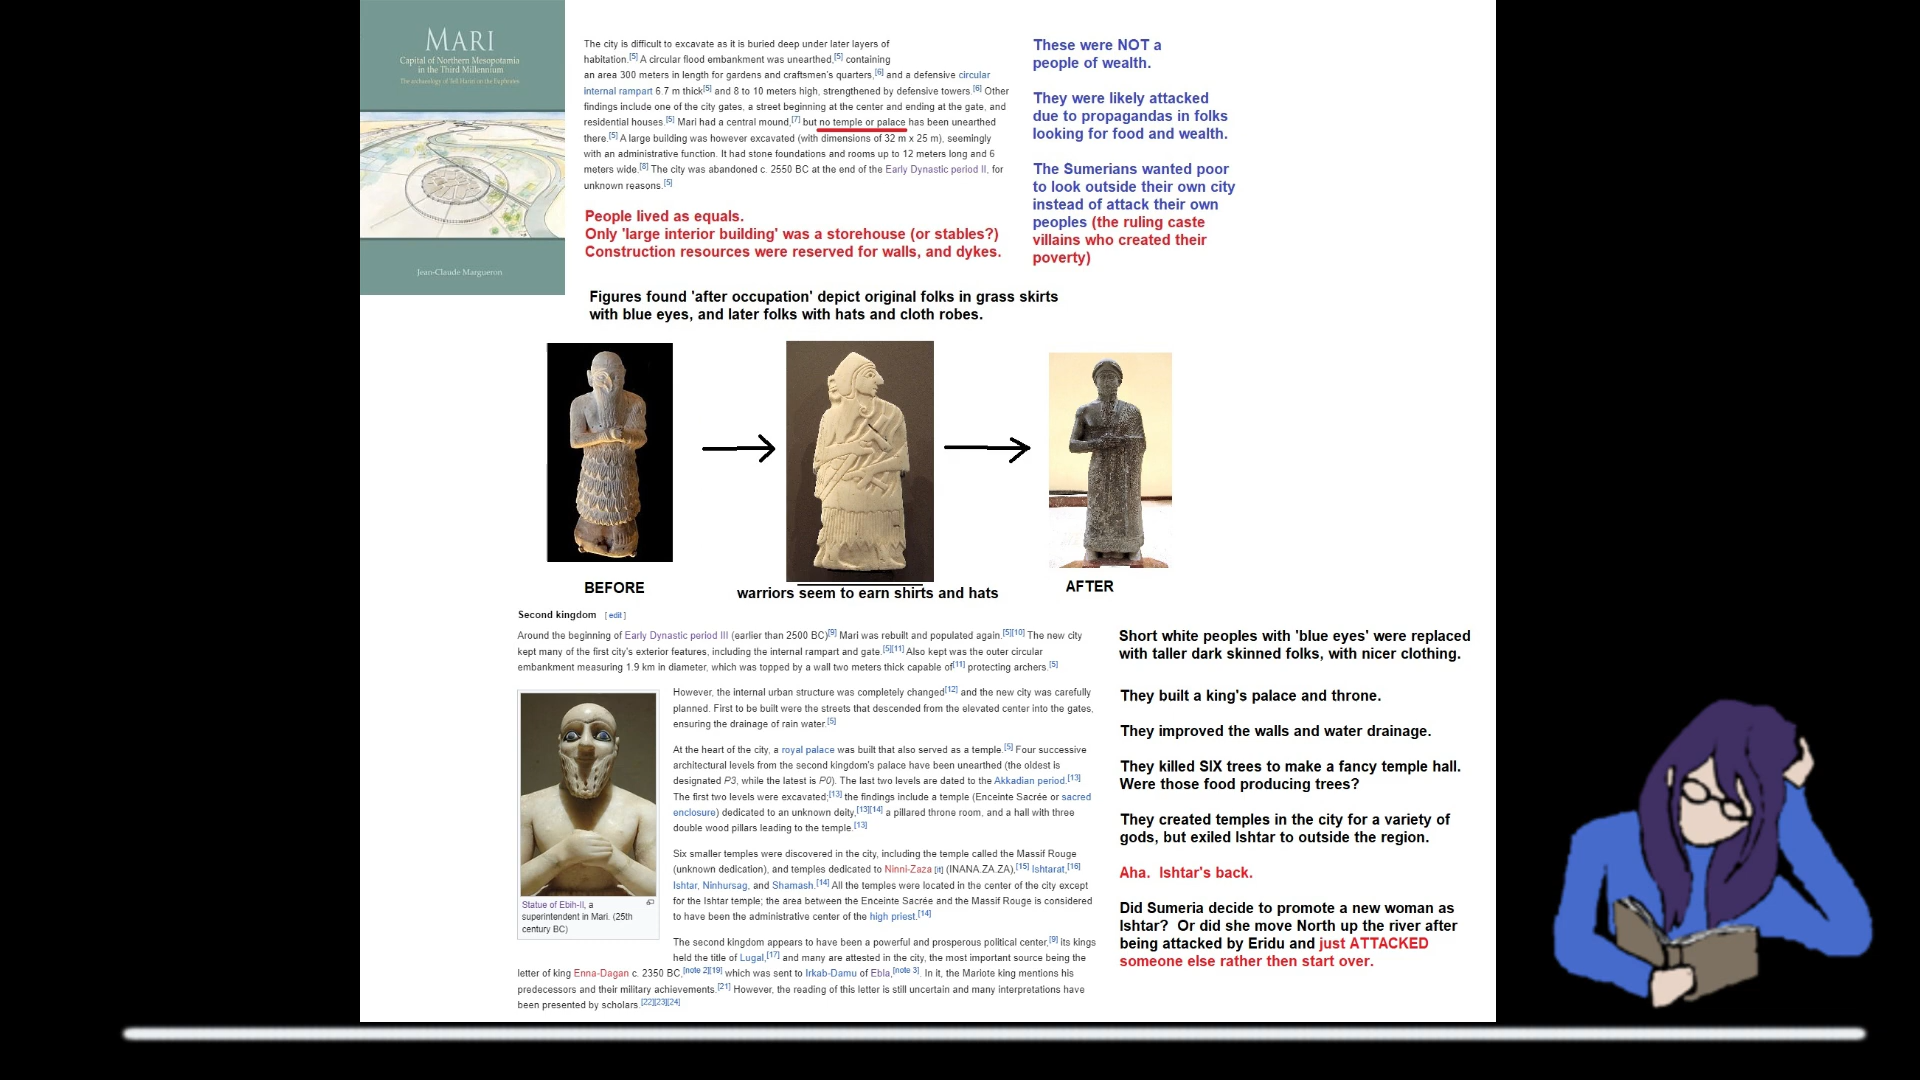 MARI
Capital of Northern Mesopotamia
in the Third Millennium
The archaeology of Tell Hariri on the Euphrates
Jean-Claude Margueron
The city is difficult to excavate as it is buried deep under later layers of
habitation.[5] A circular flood embankment was unearthed,[5] containing
an area 300 meters in length for gardens and craftsmen's quarters,[6] and a defensive circular
internal rampart 6.7 m thick[5] and 8 to 10 meters high, strengthened by defensive towers.[6] Other
findings include one of the city gates, a street beginning at the center and ending at the gate, and
residential houses.[5] Mari had a central mound,[7] but no temple or palace has been unearthed
there.[5] A large building was however excavated (with dimensions of 32 m x 25 m), seemingly
with an administrative function. It had stone foundations and rooms up to 12 meters long and 6
meters wide.[8] The city was abandoned c. 2550 BC at the end of the Early Dynastic period II, for
unknown reasons.[5]
People lived as equals.
Only 'large interior building' was a storehouse (or stables?)
Construction resources were reserved for walls, and dykes.
These were NOT a
people of wealth.
They were likely attacked
due to propagandas in folks
looking for food and wealth.
The Sumerians wanted poor
to look outside their own city
instead of attack their own
peoples (the ruling caste
villains who created their
poverty)
Figures found 'after occupation' depict original folks in grass skirts
with blue eyes, and later folks with hats and cloth robes.
BEFORE
warriors seem to earn shirts and hats
AFTER
Second kingdom [ edit ]
Around the beginning of Early Dynastic period III (earlier than 2500 BC)[9] Mari was rebuilt and populated again.[5][10] The new city
kept many of the first city's exterior features, including the internal rampart and gate.[5][11] Also kept was the outer circular
embankment measuring 1.9 km in diameter, which was topped by a wall two meters thick capable of[11] protecting archers.[5]
However, the internal urban structure was completely changed[12] and the new city was carefully
planned. First to be built were the streets that descended from the elevated center into the gates,
ensuring the drainage of rain water.[5]
At the heart of the city, a royal palace was built that also served as a temple.[5] Four successive
architectural levels from the second kingdom's palace have been unearthed (the oldest is
designated P3, while the latest is P0). The last two levels are dated to the Akkadian period.[13]
The first two levels were excavated;[13] the findings include a temple (Enceinte Sacrée or sacred
enclosure) dedicated to an unknown deity,[13][14] a pillared throne room, and a hall with three
double wood pillars leading to the temple.[13]
Six smaller temples were discovered in the city, including the temple called the Massif Rouge
(unknown dedication), and temples dedicated to Ninni-Zaza [it] (INANA.ZA.ZA),[15] Ishtarat,[16]
Ishtar, Ninhursag, and Shamash.[14] All the temples were located in the center of the city except
for the Ishtar temple; the area between the Enceinte Sacrée and the Massif Rouge is considered
to have been the administrative center of the high priest.[14]
The second kingdom appears to have been a powerful and prosperous political center,[9] its kings
held the title of Lugal,[17] and many are attested in the city, the most important source being the
letter of king Enna-Dagan c. 2350 BC,[note 2][19] which was sent to Irkab-Damu of Ebla,[note 3]. In it, the Mariote king mentions his
predecessors and their military achievements.[21] However, the reading of this letter is still uncertain and many interpretations have
been presented by scholars.[22][23][24]
Statue of Ebih-Il, a
superintendent in Mari. (25th
century BC)
Short white peoples with 'blue eyes' were replaced
with taller dark skinned folks, with nicer clothing.
They built a king's palace and throne.
They improved the walls and water drainage.
They killed SIX trees to make a fancy temple hall.
Were those food producing trees?
They created temples in the city for a variety of
gods, but exiled Ishtar to outside the region.
Aha. Ishtar's back.
Did Sumeria decide to promote a new woman as
Ishtar? Or did she move North up the river after
being attacked by Eridu and just ATTACKED
someone else rather then start over.